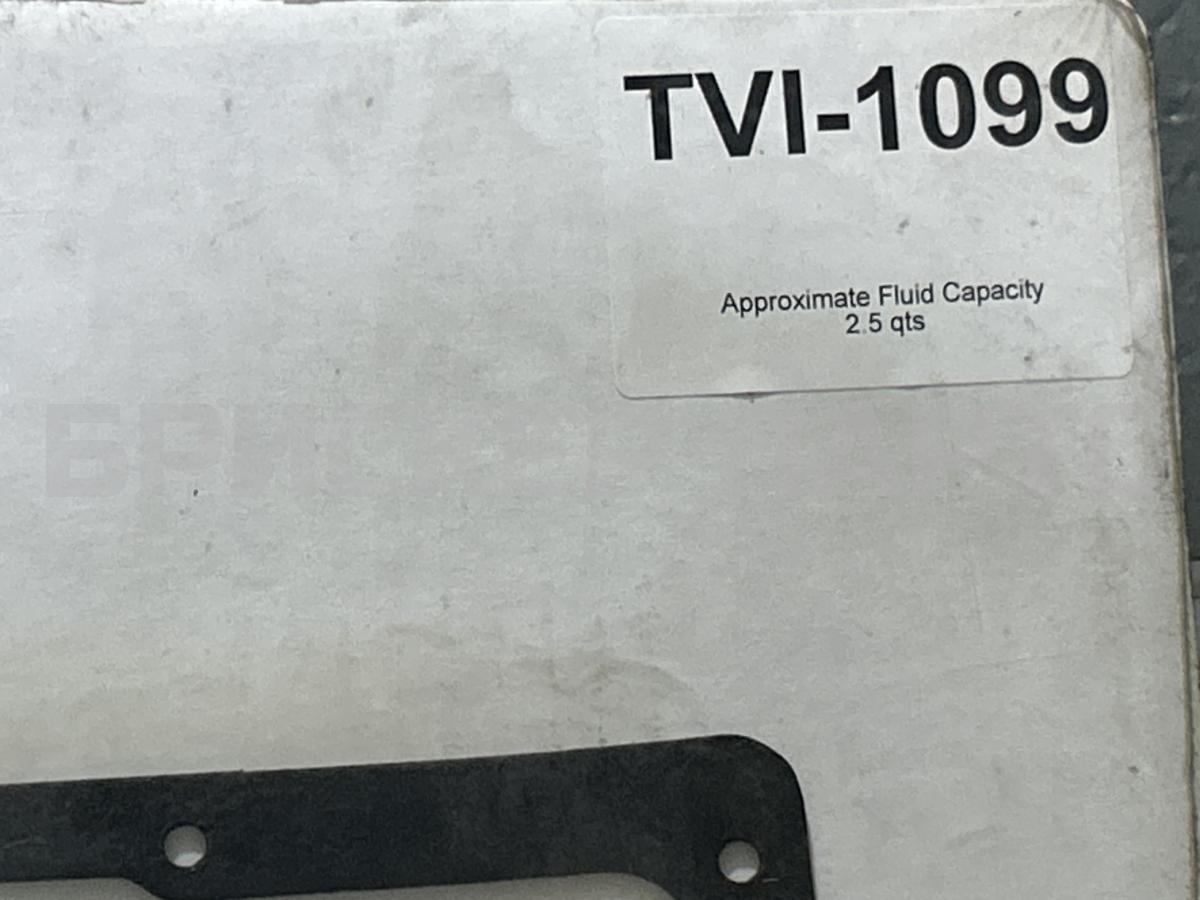 TVI-1099
Approximate Fluid Capacity
2.5 qts